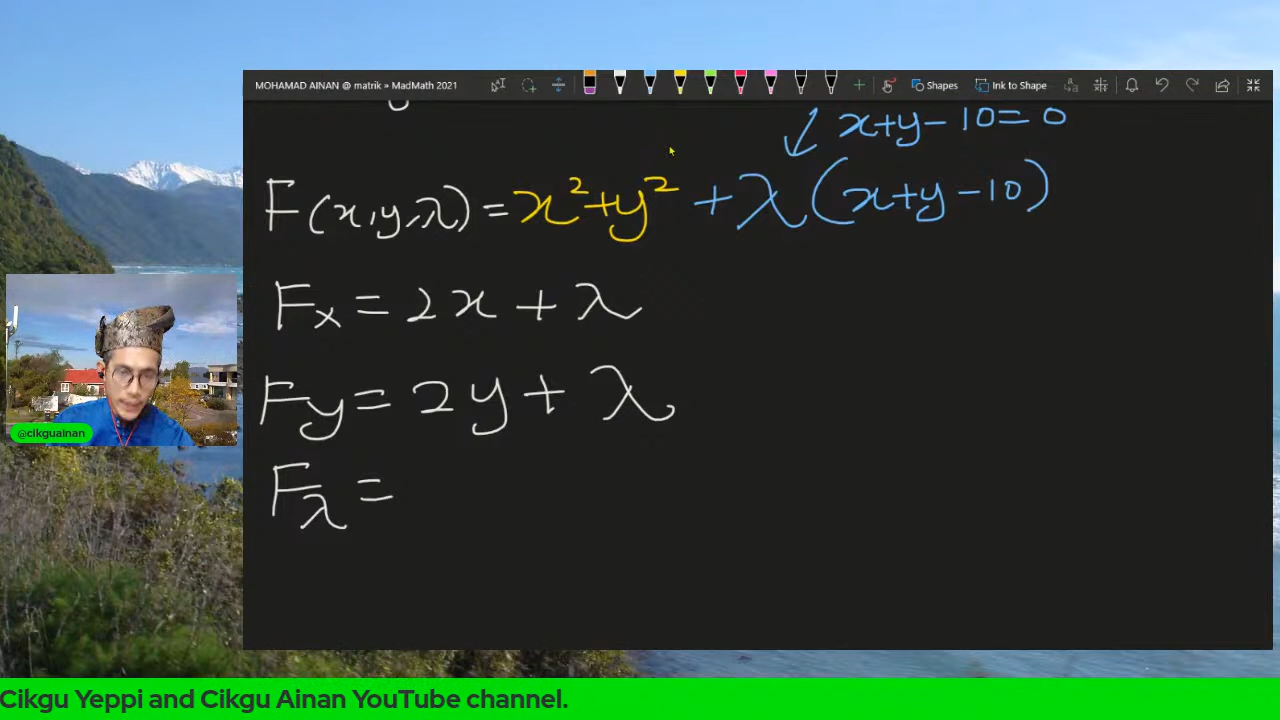 MOHAMAD AINAN @ matrik » MadMath 2021
Shapes
Ink to Shape
x+y-10=0
F(x,y,λ)=x²+y²+λ(x+y-10)
Fx=2x+λ
Fy=2y+λ
Fλ=
@cikguainan
Cikgu Yeppi and Cikgu Ainan YouTube channel.